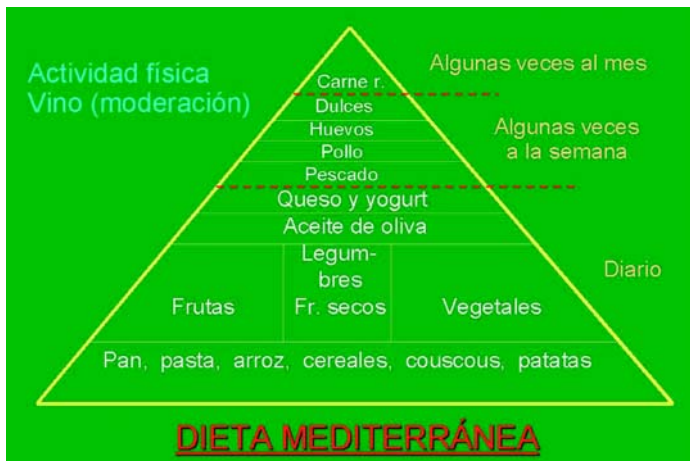 Actividad física
Vino (moderación)
Algunas veces al mes
Carne r.
Dulces
Huevos
Pollo
Pescado
Algunas veces
a la semana
Queso y yogurt
Aceite de oliva
Legum-
bres
Fr. secos
Frutas
Vegetales
Diario
Pan, pasta, arroz, cereales, couscous, patatas
DIETA MEDITERRÁNEA